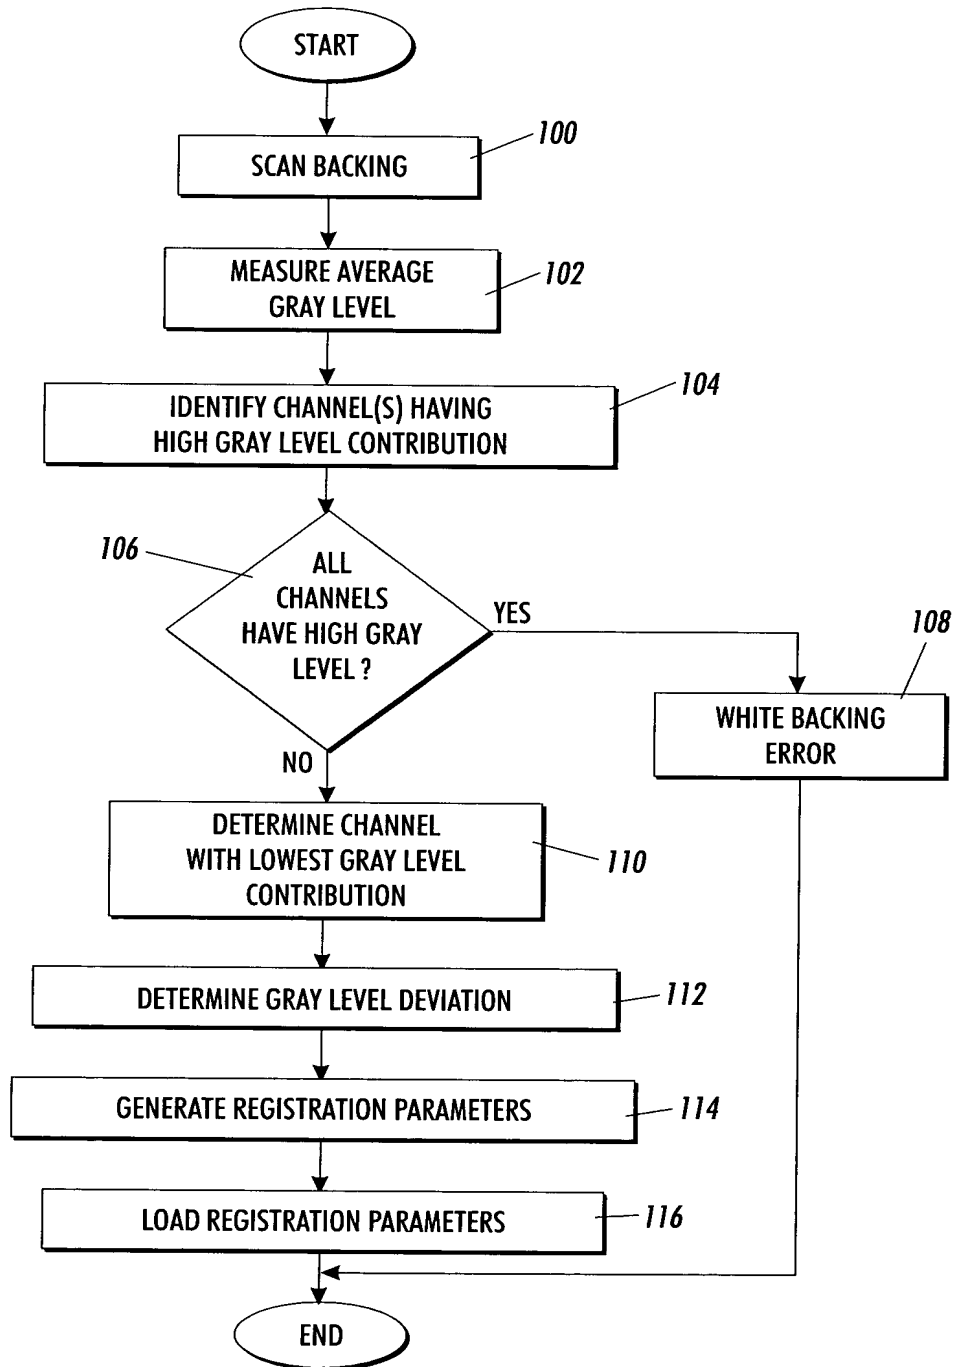 START
100
SCAN BACKING
102
MEASURE AVERAGE
GRAY LEVEL
104
IDENTIFY CHANNEL(S) HAVING
HIGH GRAY LEVEL CONTRIBUTION
106
ALL
CHANNELS
HAVE HIGH GRAY
LEVEL ?
YES
108
WHITE BACKING
ERROR
NO
DETERMINE CHANNEL
WITH LOWEST GRAY LEVEL
CONTRIBUTION
110
DETERMINE GRAY LEVEL DEVIATION
112
GENERATE REGISTRATION PARAMETERS
114
LOAD REGISTRATION PARAMETERS
116
END